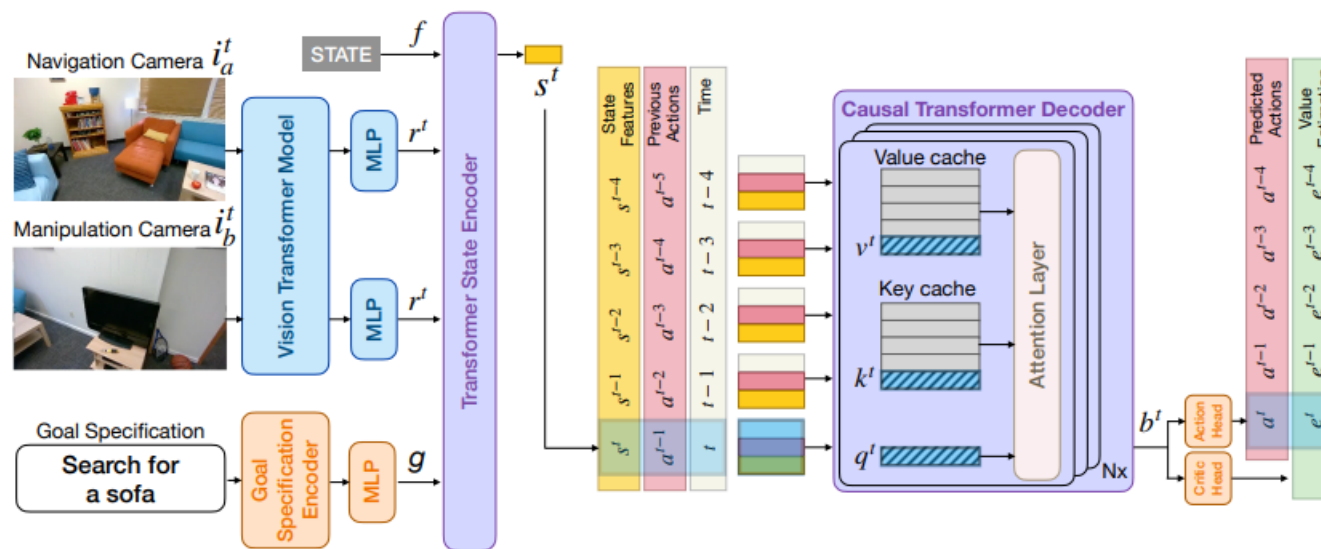 Navigation Camera i_a^t
Manipulation Camera i_b^t
Goal Specification
Search for
a sofa
Vision Transformer Model
Goal
Specification
Encoder
MLP
MLP
MLP
STATE
f
r^t
r^t
g
Transformer State Encoder
s^t
State
Features
s^{t-4}
s^{t-3}
s^{t-2}
s^{t-1}
s^t
Previous
Actions
a^{t-5}
a^{t-4}
a^{t-3}
a^{t-2}
a^{t-1}
Time
t-4
t-3
t-2
t-1
t
Causal Transformer Decoder
Value cache
v^t
Key cache
k^t
q^t
Attention Layer
Nx
b^t
Action
Head
Critic
Head
Predicted
Actions
a^{t-4}
a^{t-3}
a^{t-2}
a^{t-1}
a^t
Value
e^{t-4}
e^{t-3}
e^{t-2}
e^{t-1}
e^t